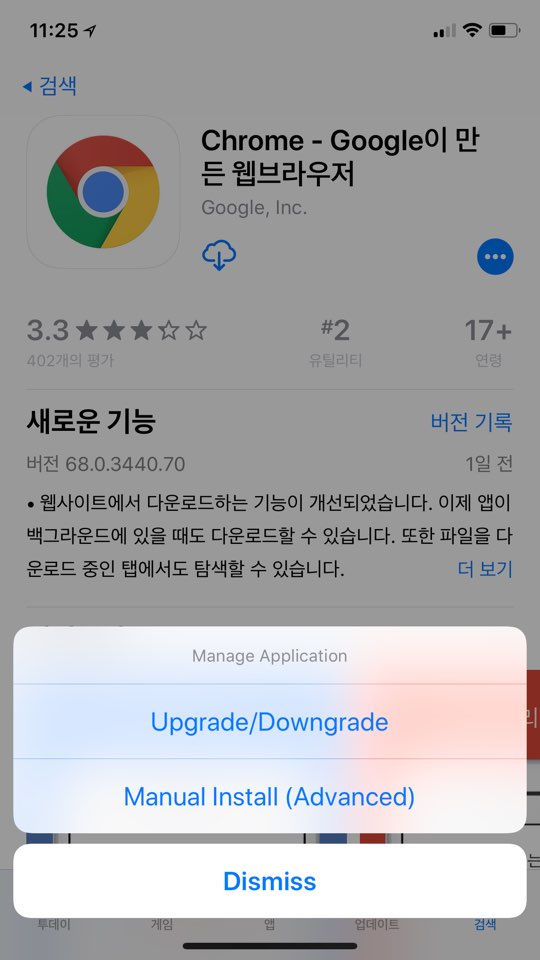 11:25
검색
Chrome - Google이 만
든 웹브라우저
Google, Inc.
3.3
#2
17+
402개의 평가
유틸리티
연령
새로운 기능
버전 기록
버전 68.0.3440.70
1일 전
• 웹사이트에서 다운로드하는 기능이 개선되었습니다. 이제 앱이
백그라운드에 있을 때도 다운로드할 수 있습니다. 또한 파일을 다
운로드 중인 탭에서도 탐색할 수 있습니다.
더 보기
Manage Application
Upgrade/Downgrade
Manual Install (Advanced)
Dismiss
투데이
게임
앱
업데이트
검색